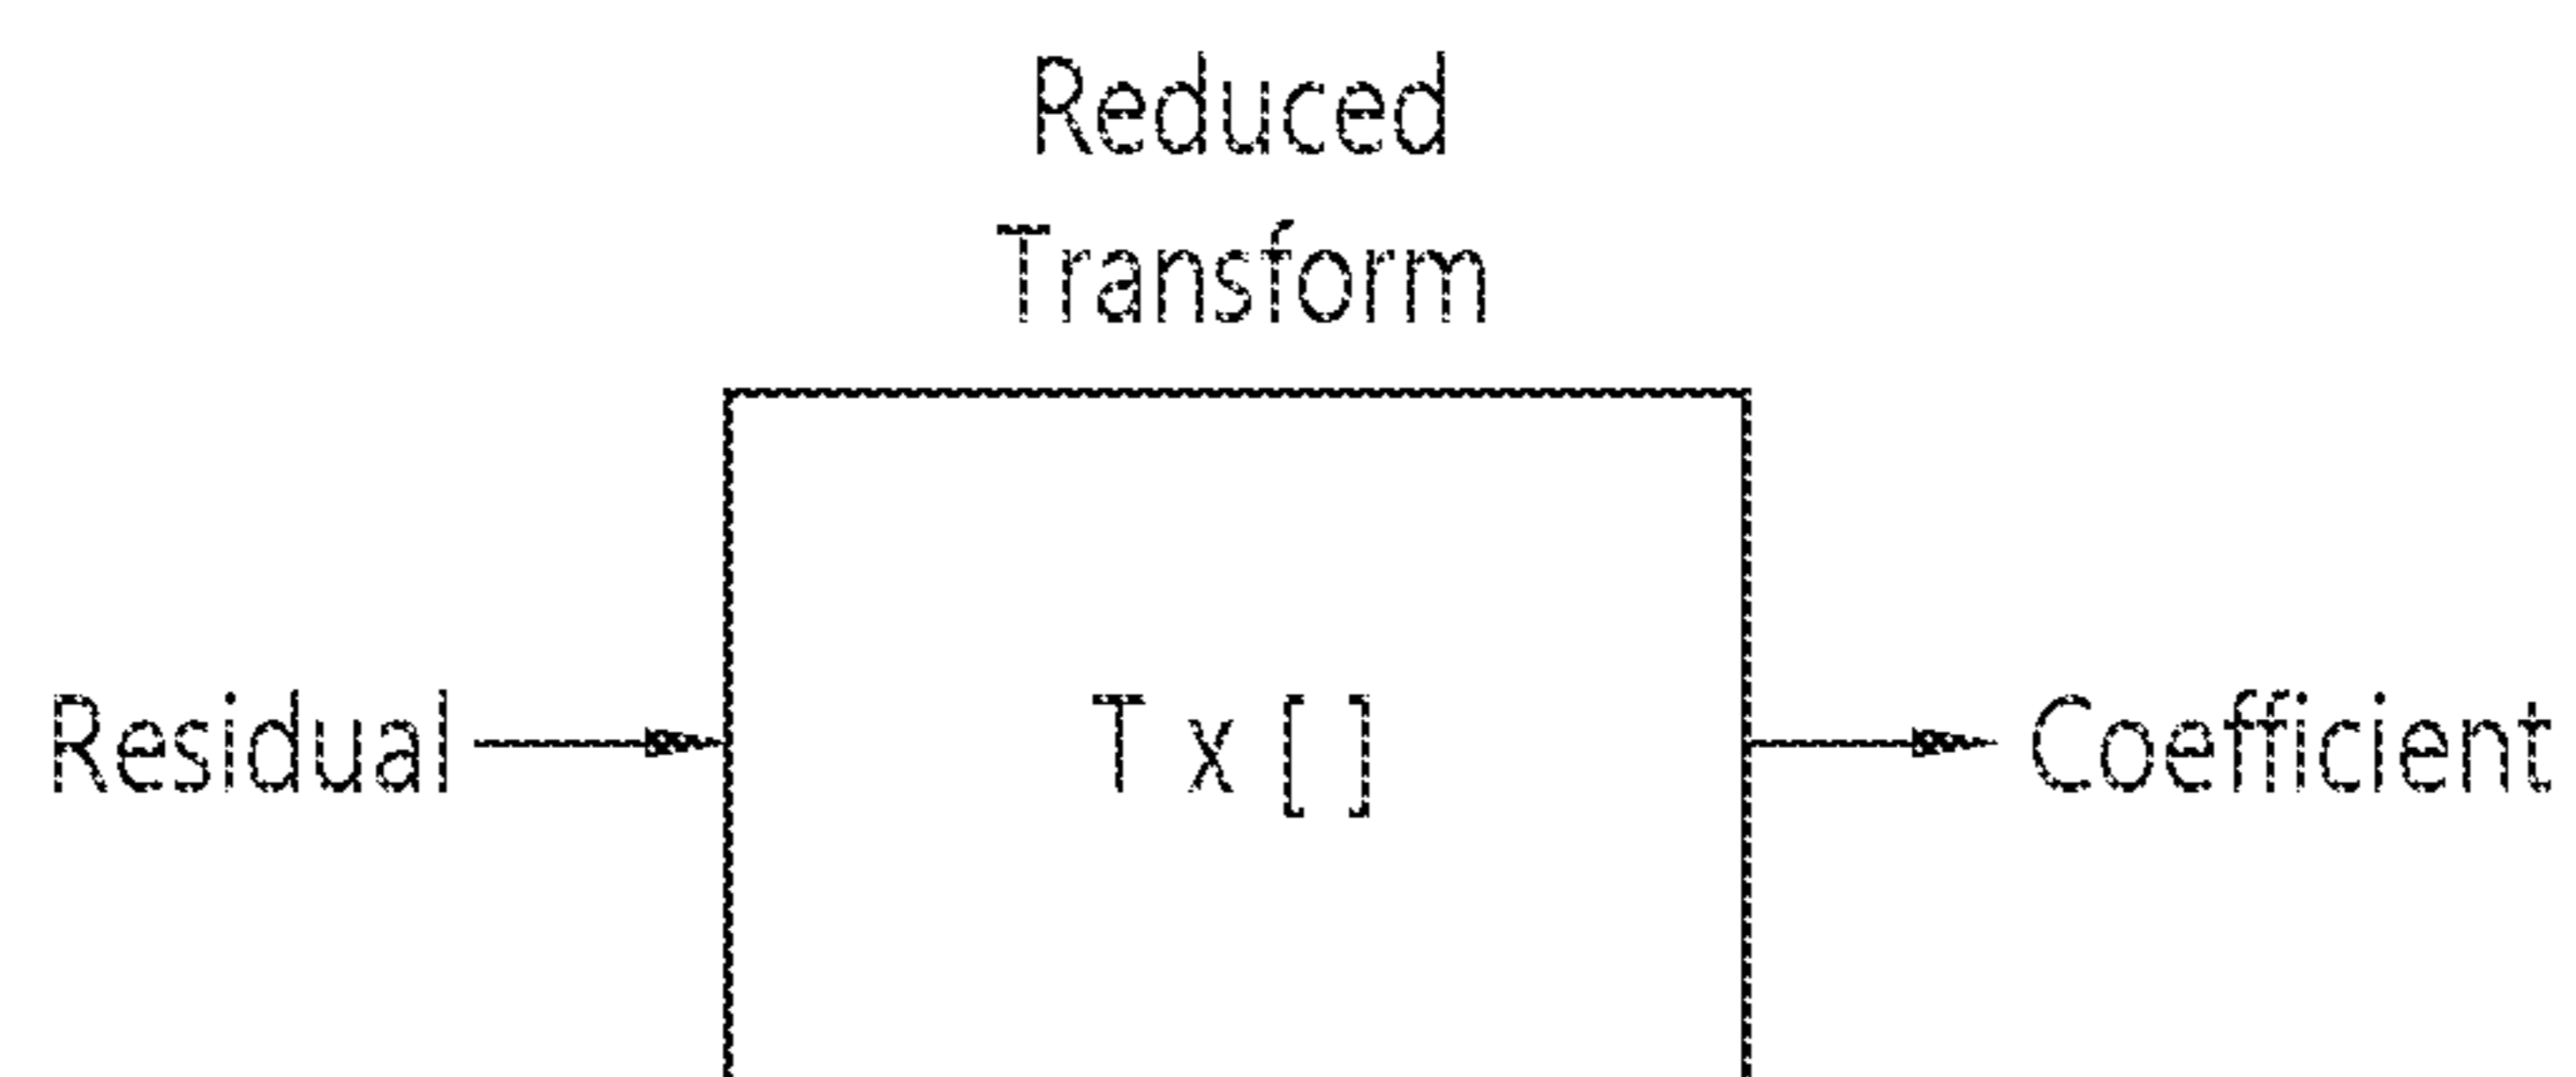 Reduced
Transform
Residual
T x [ ]
Coefficient